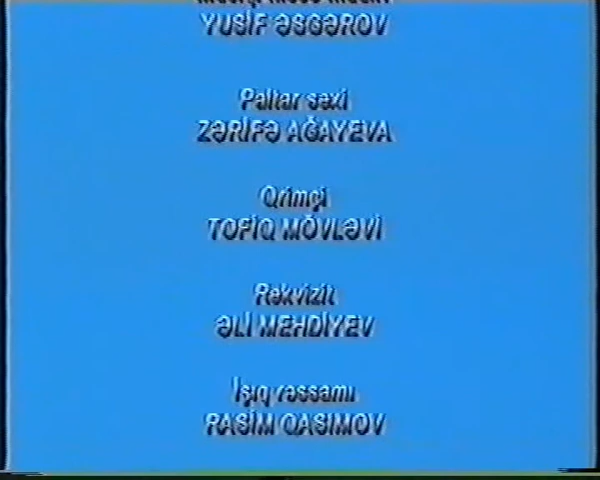 YUSİF ƏSGƏROV
Paltar sexi
ZƏRİFƏ AĞAYEVA
Qrimçi
TOFİQ MÖVLƏVİ
Rekvizit
ƏLİ MEHDİYEV
İşıq rəssamı
RASİM QASIMOV